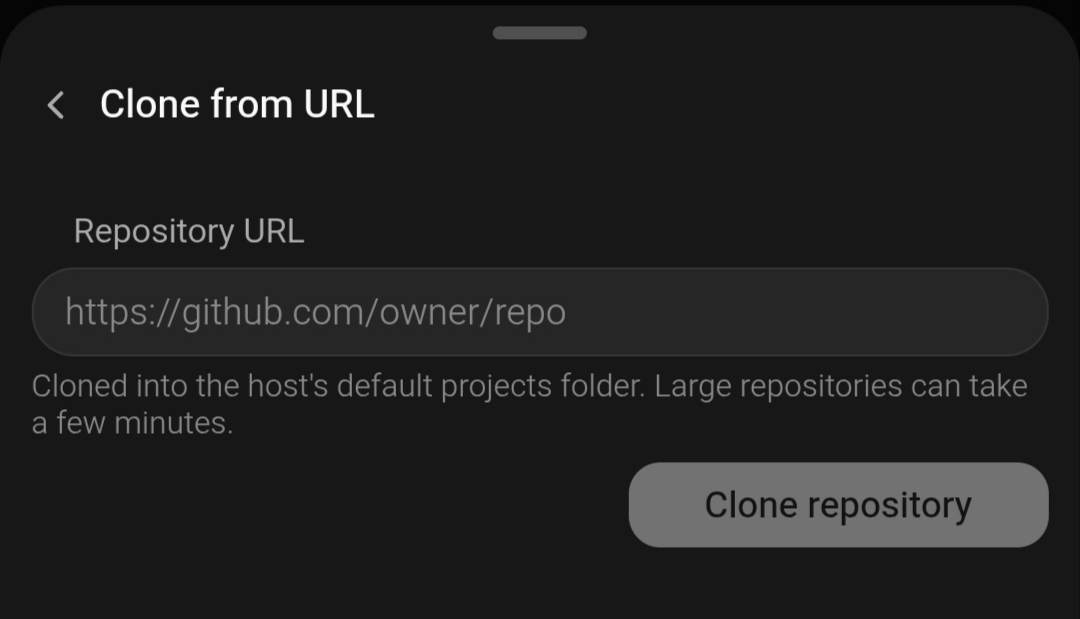 Clone from URL
Repository URL
https://github.com/owner/repo
Cloned into the host's default projects folder. Large repositories can take
a few minutes.
Clone repository